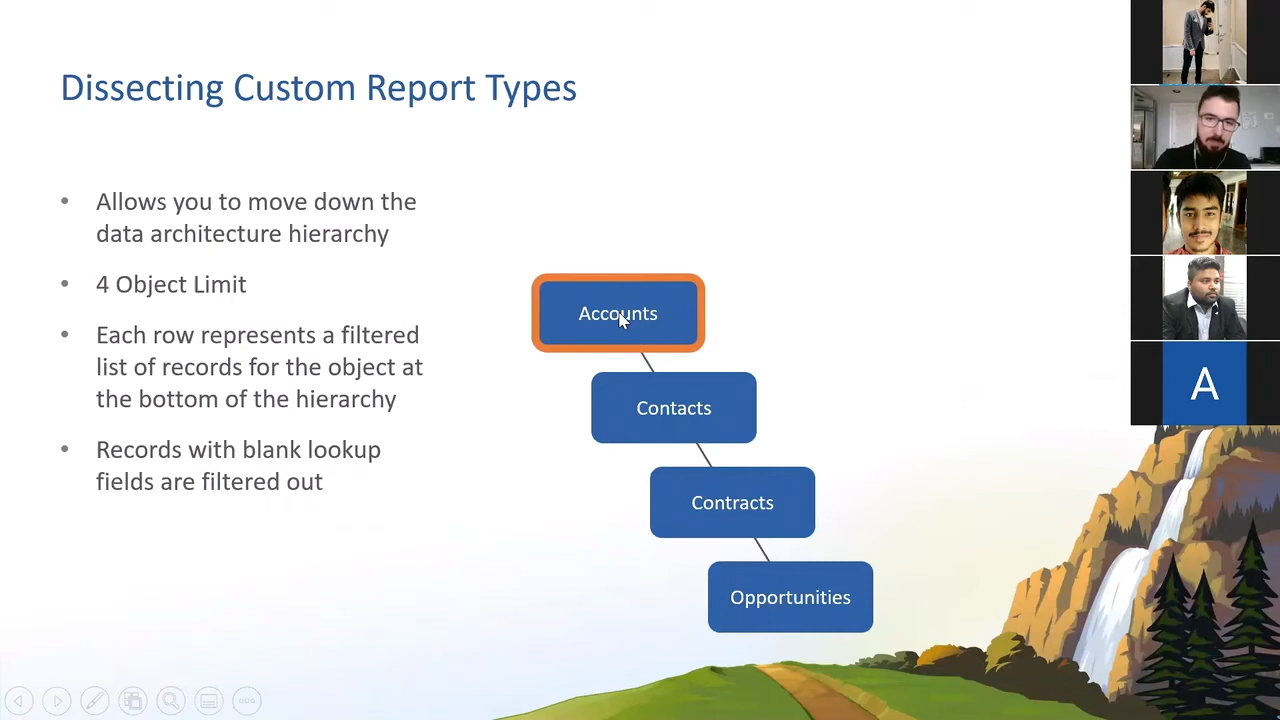 Dissecting Custom Report Types
• Allows you to move down the
data architecture hierarchy
• 4 Object Limit
• Each row represents a filtered
list of records for the object at
the bottom of the hierarchy
• Records with blank lookup
fields are filtered out
Accounts
Contacts
Contracts
Opportunities
A